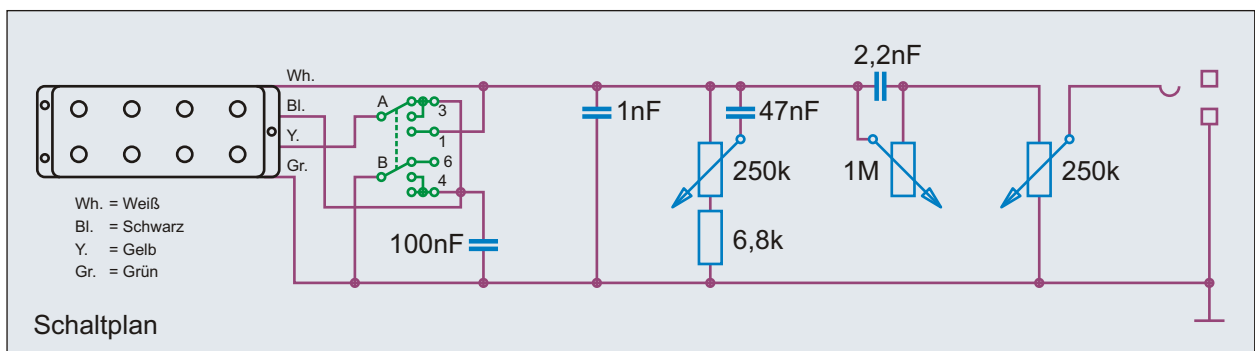 Wh.
Bl.
Y.
Gr.
A
3
1
B
6
4
Wh. = Weiß
Bl. = Schwarz
Y. = Gelb
Gr. = Grün
100nF
1nF
47nF
250k
6,8k
2,2nF
1M
250k
Schaltplan